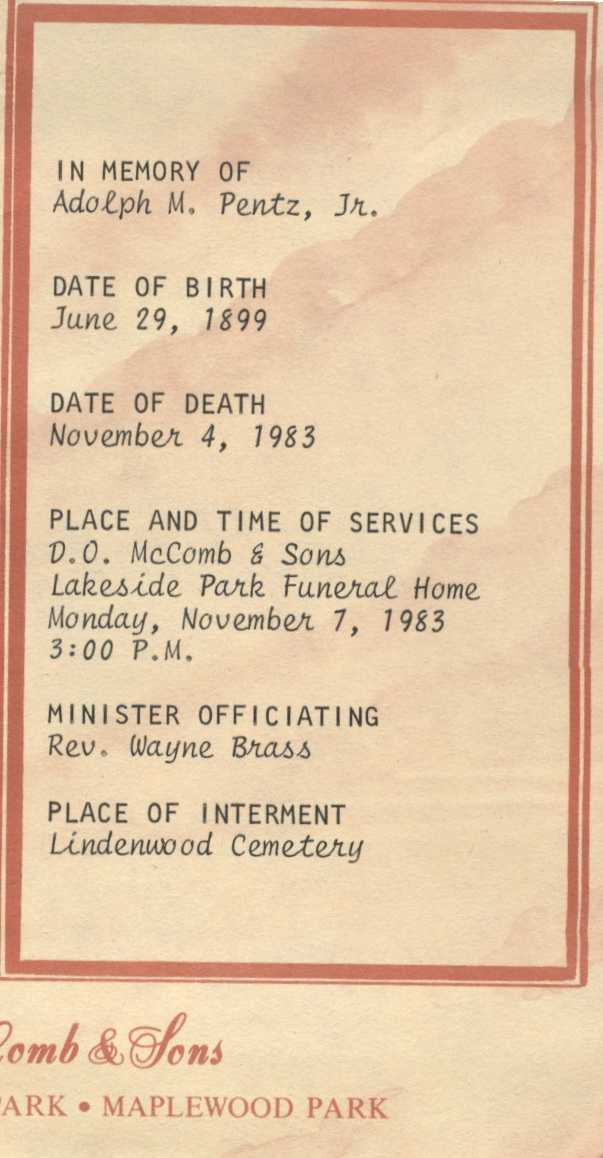 IN MEMORY OF
Adolph M. Pentz, Jr.
DATE OF BIRTH
June 29, 1899
DATE OF DEATH
November 4, 1983
PLACE AND TIME OF SERVICES
D.O. McComb & Sons
Lakeside Park Funeral Home
Monday, November 7, 1983
3:00 P.M.
MINISTER OFFICIATING
Rev. Wayne Brass
PLACE OF INTERMENT
Lindenwood Cemetery
Comb & Sons
PARK • MAPLEWOOD PARK